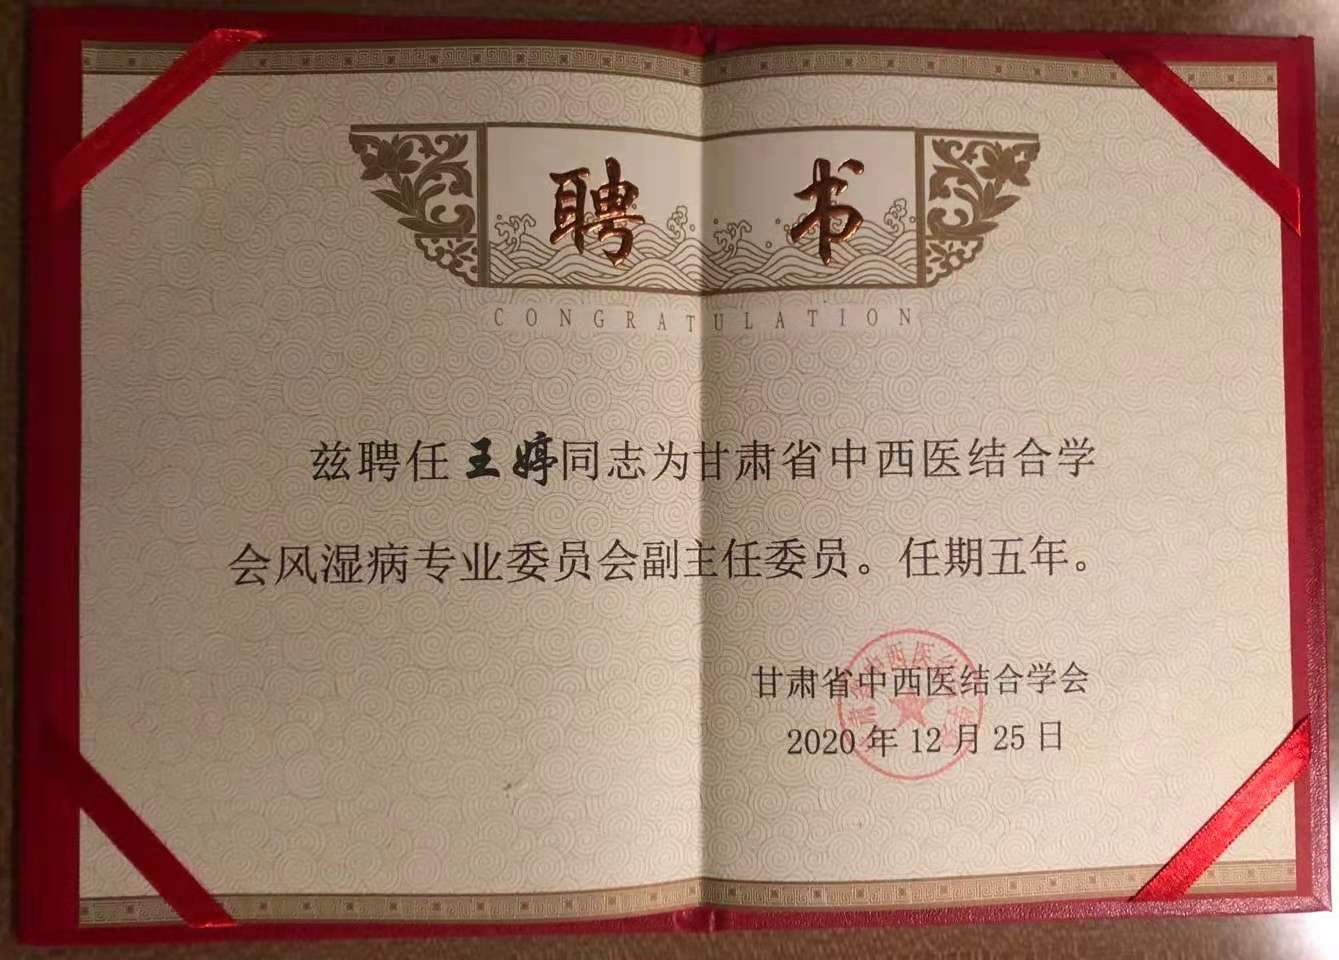 聘书
CONGRATULATION
兹聘任王婷同志为甘肃省中西医结合学
会风湿病专业委员会副主任委员。任期五年。
甘肃省中西医结合学会
2020年12月25日